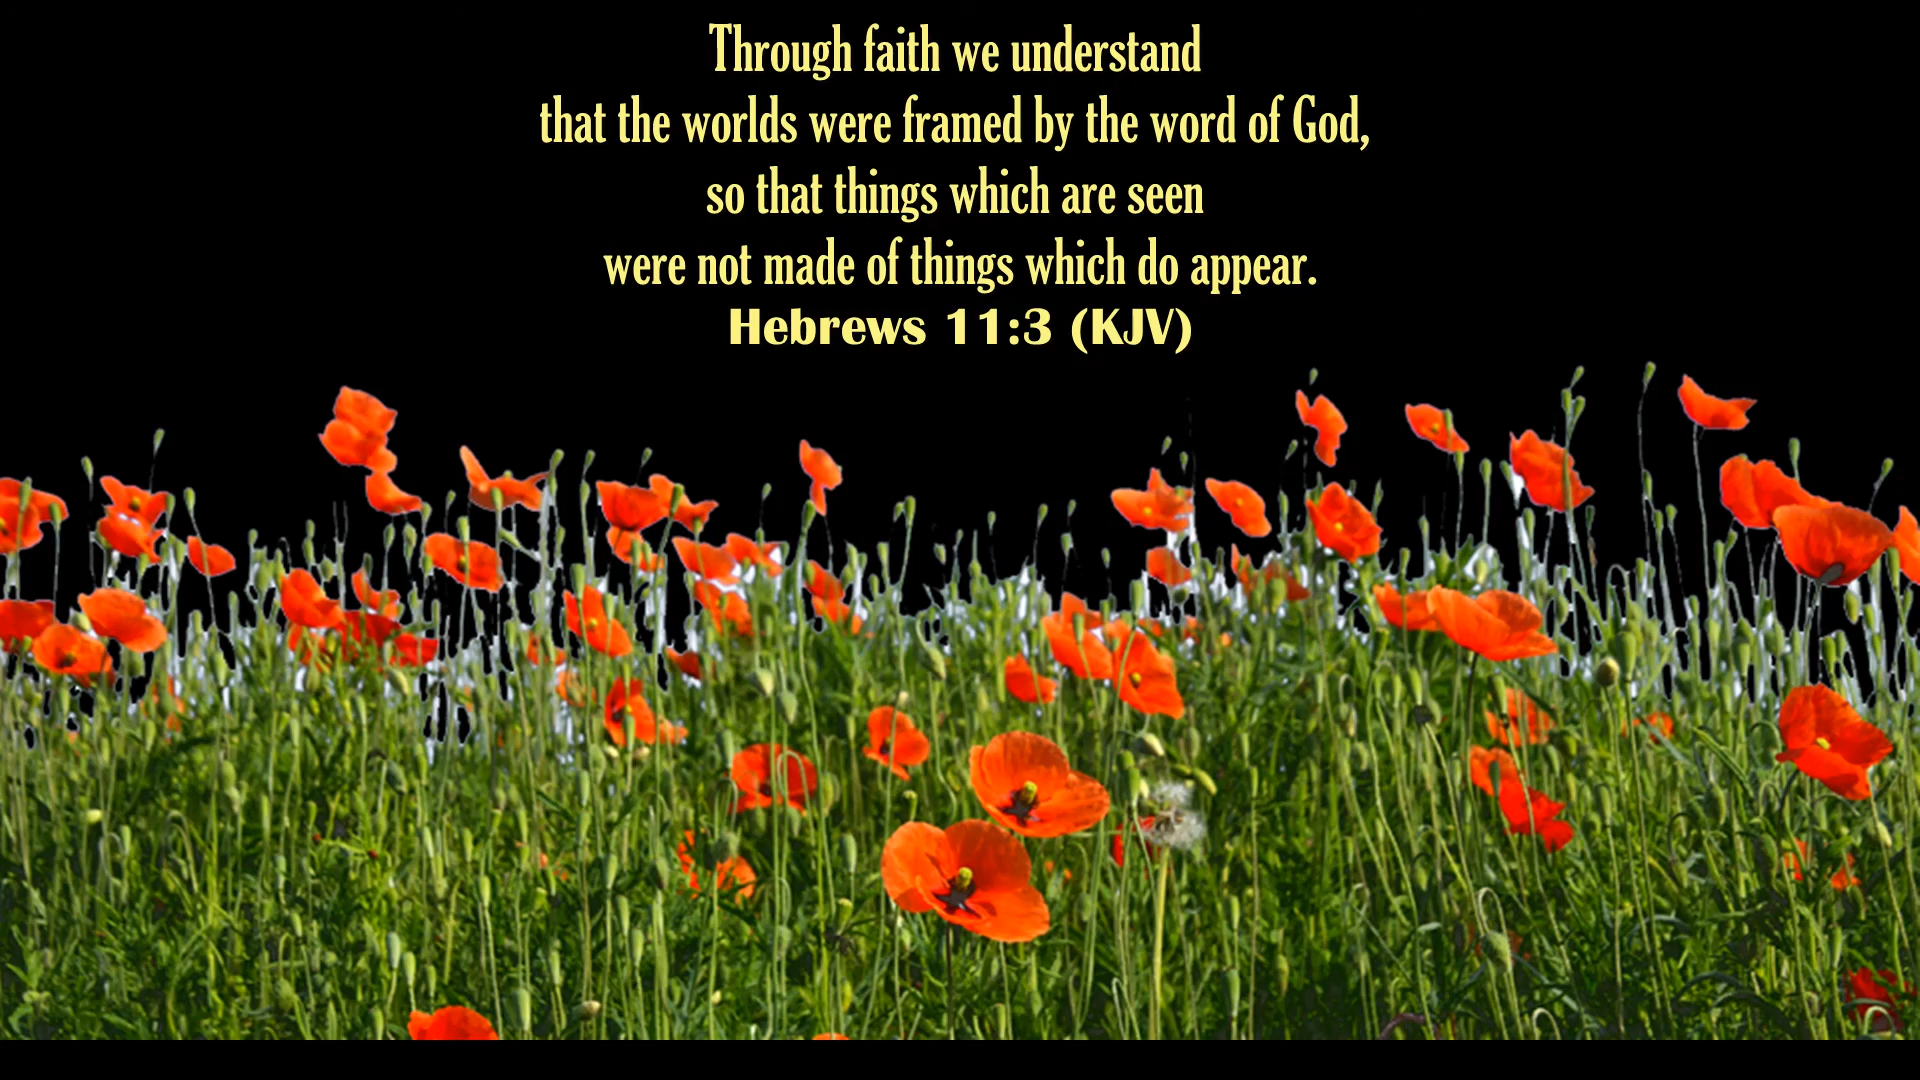 Through faith we understand
that the worlds were framed by the word of God,
so that things which are seen
were not made of things which do appear.
Hebrews 11:3 (KJV)